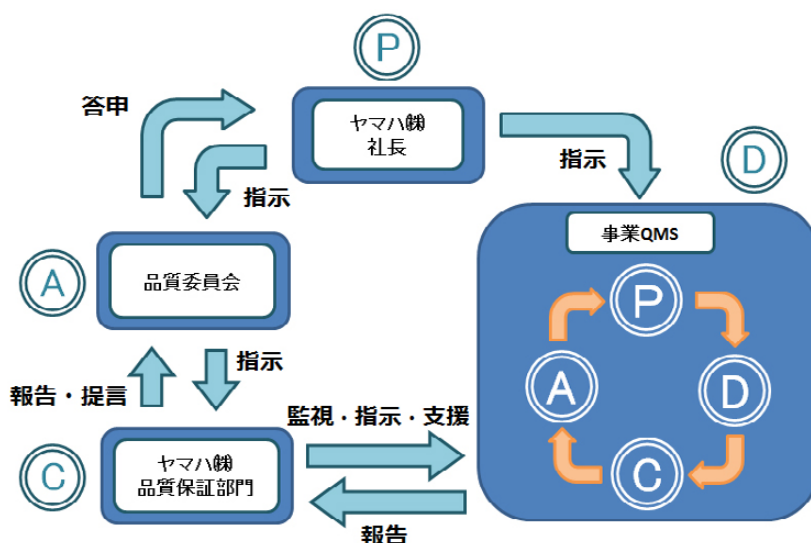 P
答申
ヤマハ㈱
社長
指示
指示
D
事業QMS
A
品質委員会
P
A
D
C
報告・提言
指示
監視・指示・支援
C
ヤマハ㈱
品質保証部門
報告